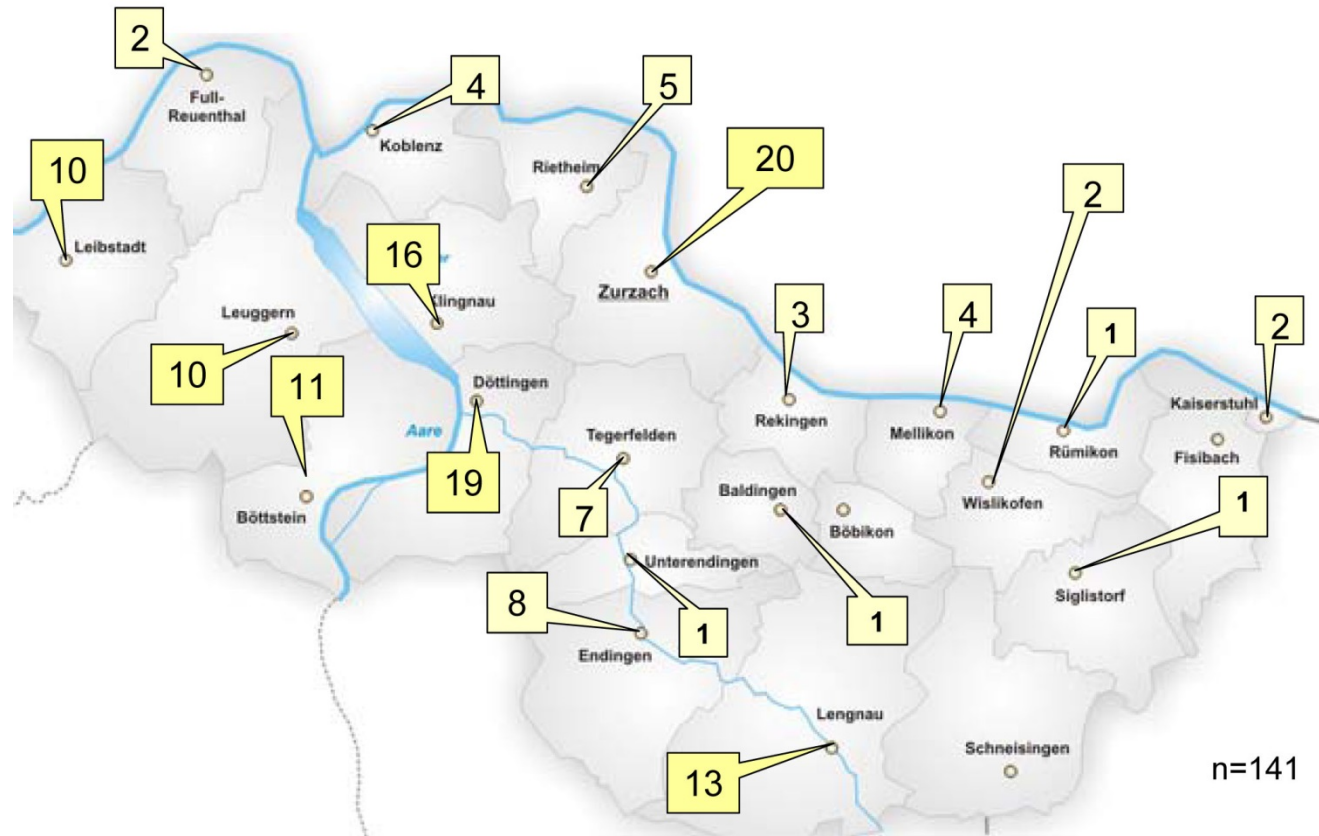 2
Full-
Reuenthal
4
Koblenz
5
Rietheim
20
Zurzach
10
Leibstadt
16
Klingnau
2
Leuggern
10
11
3
4
1
2
Kaiserstuhl
Döttingen
Rekingen
Mellikon
Rümikon
Fisibach
Aare
Tegerfelden
19
7
Baldingen
Böbikon
Wislikofen
1
Böttstein
Unterendingen
Siglistorf
8
1
1
Endingen
Lengnau
13
Schneisingen
n=141